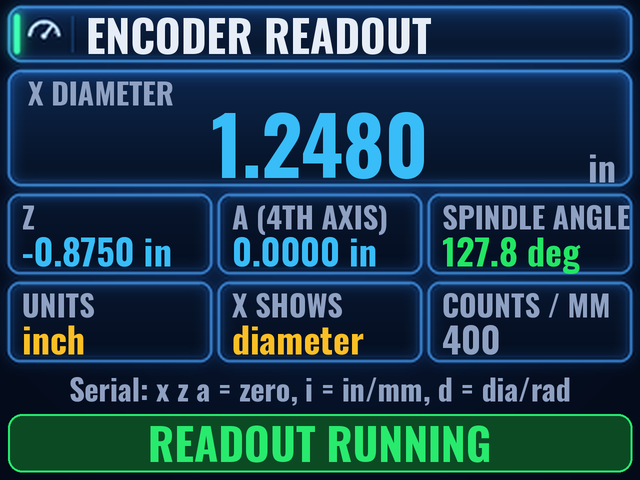 ENCODER READOUT
X DIAMETER
1.2480
in
Z
-0.8750 in
A (4TH AXIS)
0.0000 in
SPINDLE ANGLE
127.8 deg
UNITS
inch
X SHOWS
diameter
COUNTS / MM
400
Serial: x z a = zero, i = in/mm, d = dia/rad
READOUT RUNNING